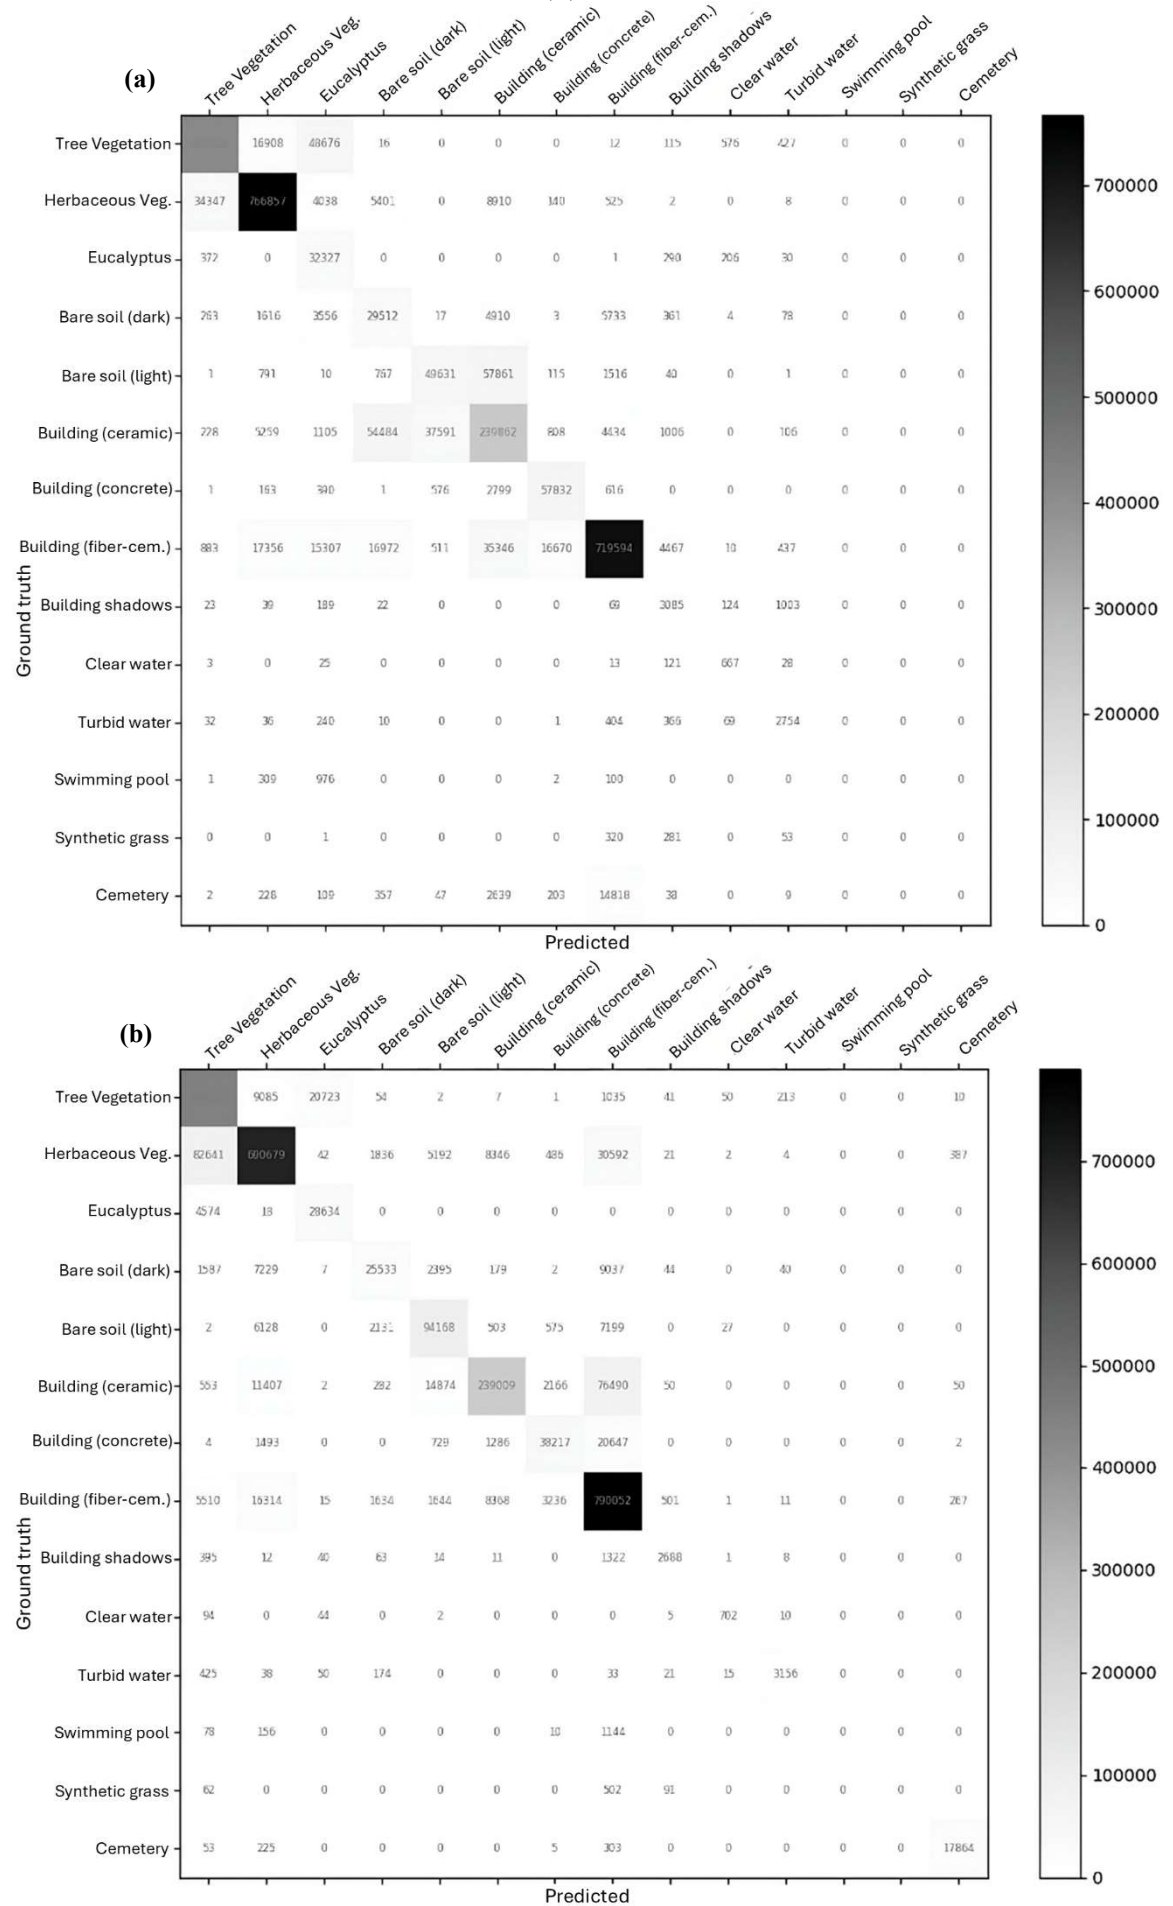 (a)
Tree Vegetation Herbaceous Veg. Eucalyptus Bare soil (dark) Bare soil (light) Building (ceramic) Building (concrete) Building (fiber-cem.) Building shadows Clear water Turbid water Swimming pool Synthetic grass Cemetery
Tree Vegetation 16908 48676 16 0 0 0 12 115 576 427 0 0 0
Herbaceous Veg. 34347 766857 4038 5401 0 8910 140 525 2 0 8 0 0 0
Eucalyptus 372 0 32327 0 0 0 0 1 290 206 30 0 0 0
Bare soil (dark) 263 1616 3556 29512 17 4910 3 5733 361 4 78 0 0 0
Bare soil (light) 1 791 10 767 49631 57861 115 1516 40 0 1 0 0 0
Building (ceramic) 228 5259 1105 54484 37591 239862 808 4434 1006 0 106 0 0 0
Building (concrete) 1 163 390 1 576 2799 57832 616 0 0 0 0 0 0
Building (fiber-cem.) 883 17356 15307 16972 511 35346 16670 719594 4467 10 437 0 0 0
Building shadows 23 39 189 22 0 0 0 69 3085 124 1003 0 0 0
Clear water 3 0 25 0 0 0 0 13 121 667 28 0 0 0
Turbid water 32 36 240 10 0 0 1 404 366 69 2754 0 0 0
Swimming pool 1 309 976 0 0 0 2 100 0 0 0 0 0 0
Synthetic grass 0 0 1 0 0 0 0 320 281 0 53 0 0 0
Cemetery 2 228 109 357 47 2639 203 14818 38 0 9 0 0 0
Ground truth
Predicted
700000
600000
500000
400000
300000
200000
100000
0
(b)
Tree Vegetation Herbaceous Veg. Eucalyptus Bare soil (dark) Bare soil (light) Building (ceramic) Building (concrete) Building (fiber-cem.) Building shadows Clear water Turbid water Swimming pool Synthetic grass Cemetery
Tree Vegetation 9085 20723 54 2 7 1 1035 41 50 213 0 0 10
Herbaceous Veg. 82641 690679 42 1836 5192 8346 486 30592 21 2 4 0 0 387
Eucalyptus 4574 18 28634 0 0 0 0 0 0 0 0 0 0 0
Bare soil (dark) 1587 7229 7 25533 2395 179 2 9037 44 0 40 0 0 0
Bare soil (light) 2 6128 0 2131 94168 503 575 7199 0 27 0 0 0 0
Building (ceramic) 553 11407 2 282 14874 239009 2166 76490 50 0 0 0 0 50
Building (concrete) 4 1493 0 0 729 1286 38217 20647 0 0 0 0 0 2
Building (fiber-cem.) 5510 16314 15 1634 1644 8368 3236 790052 501 1 11 0 0 267
Building shadows 395 12 40 63 14 11 0 1322 2688 1 8 0 0 0
Clear water 94 0 44 0 2 0 0 0 5 702 10 0 0 0
Turbid water 425 38 50 174 0 0 0 33 21 15 3156 0 0 0
Swimming pool 78 156 0 0 0 0 10 1144 0 0 0 0 0 0
Synthetic grass 62 0 0 0 0 0 0 502 91 0 0 0 0 0
Cemetery 53 225 0 0 0 0 5 303 0 0 0 0 0 17864
Ground truth
Predicted
700000
600000
500000
400000
300000
200000
100000
0